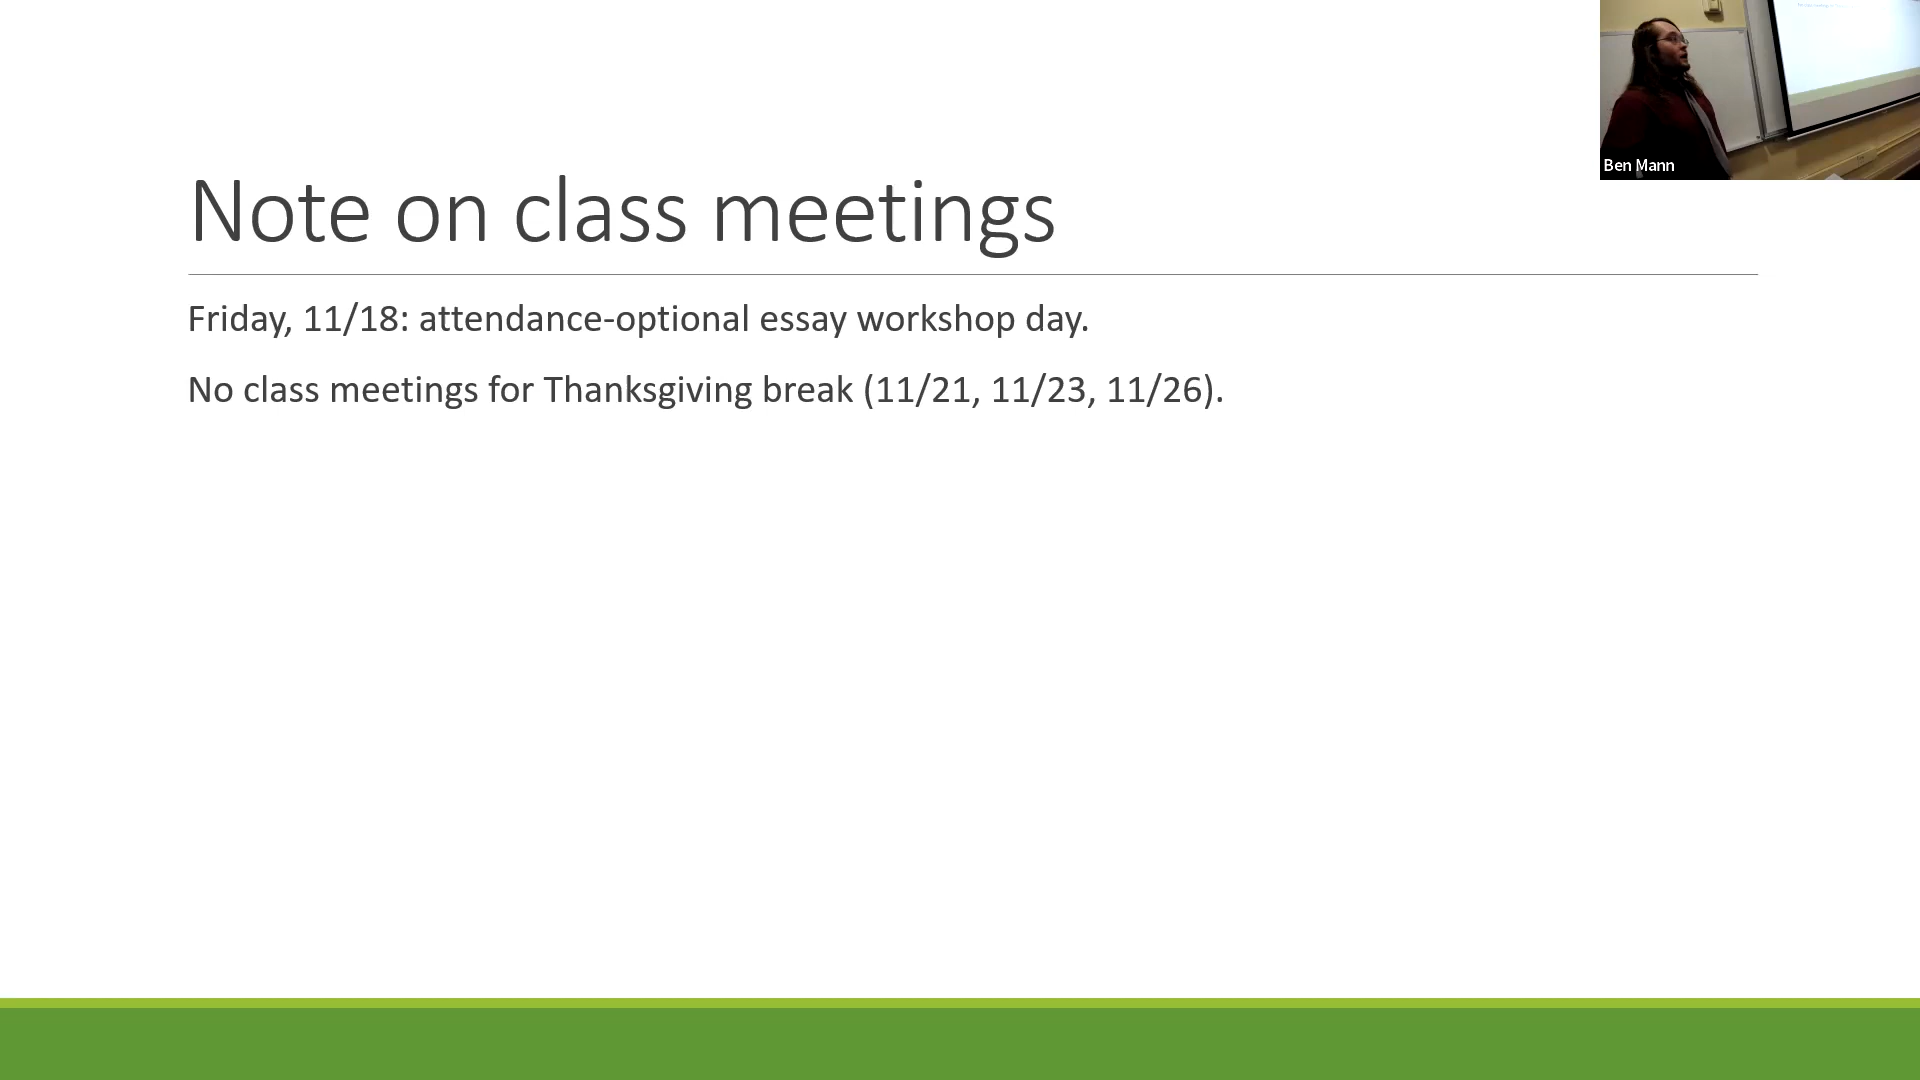 Note on class meetings
Friday, 11/18: attendance-optional essay workshop day.
No class meetings for Thanksgiving break (11/21, 11/23, 11/26).
Ben Mann